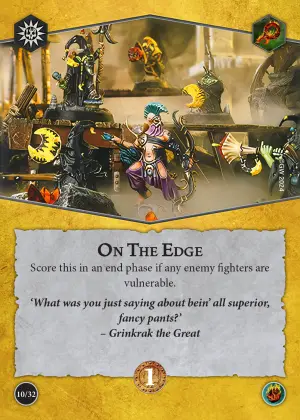 ON THE EDGE
Score this in an end phase if any enemy fighters are
vulnerable.
‘What was you just saying about bein’ all superior,
fancy pants?’
– Grinkrak the Great
1
10/32